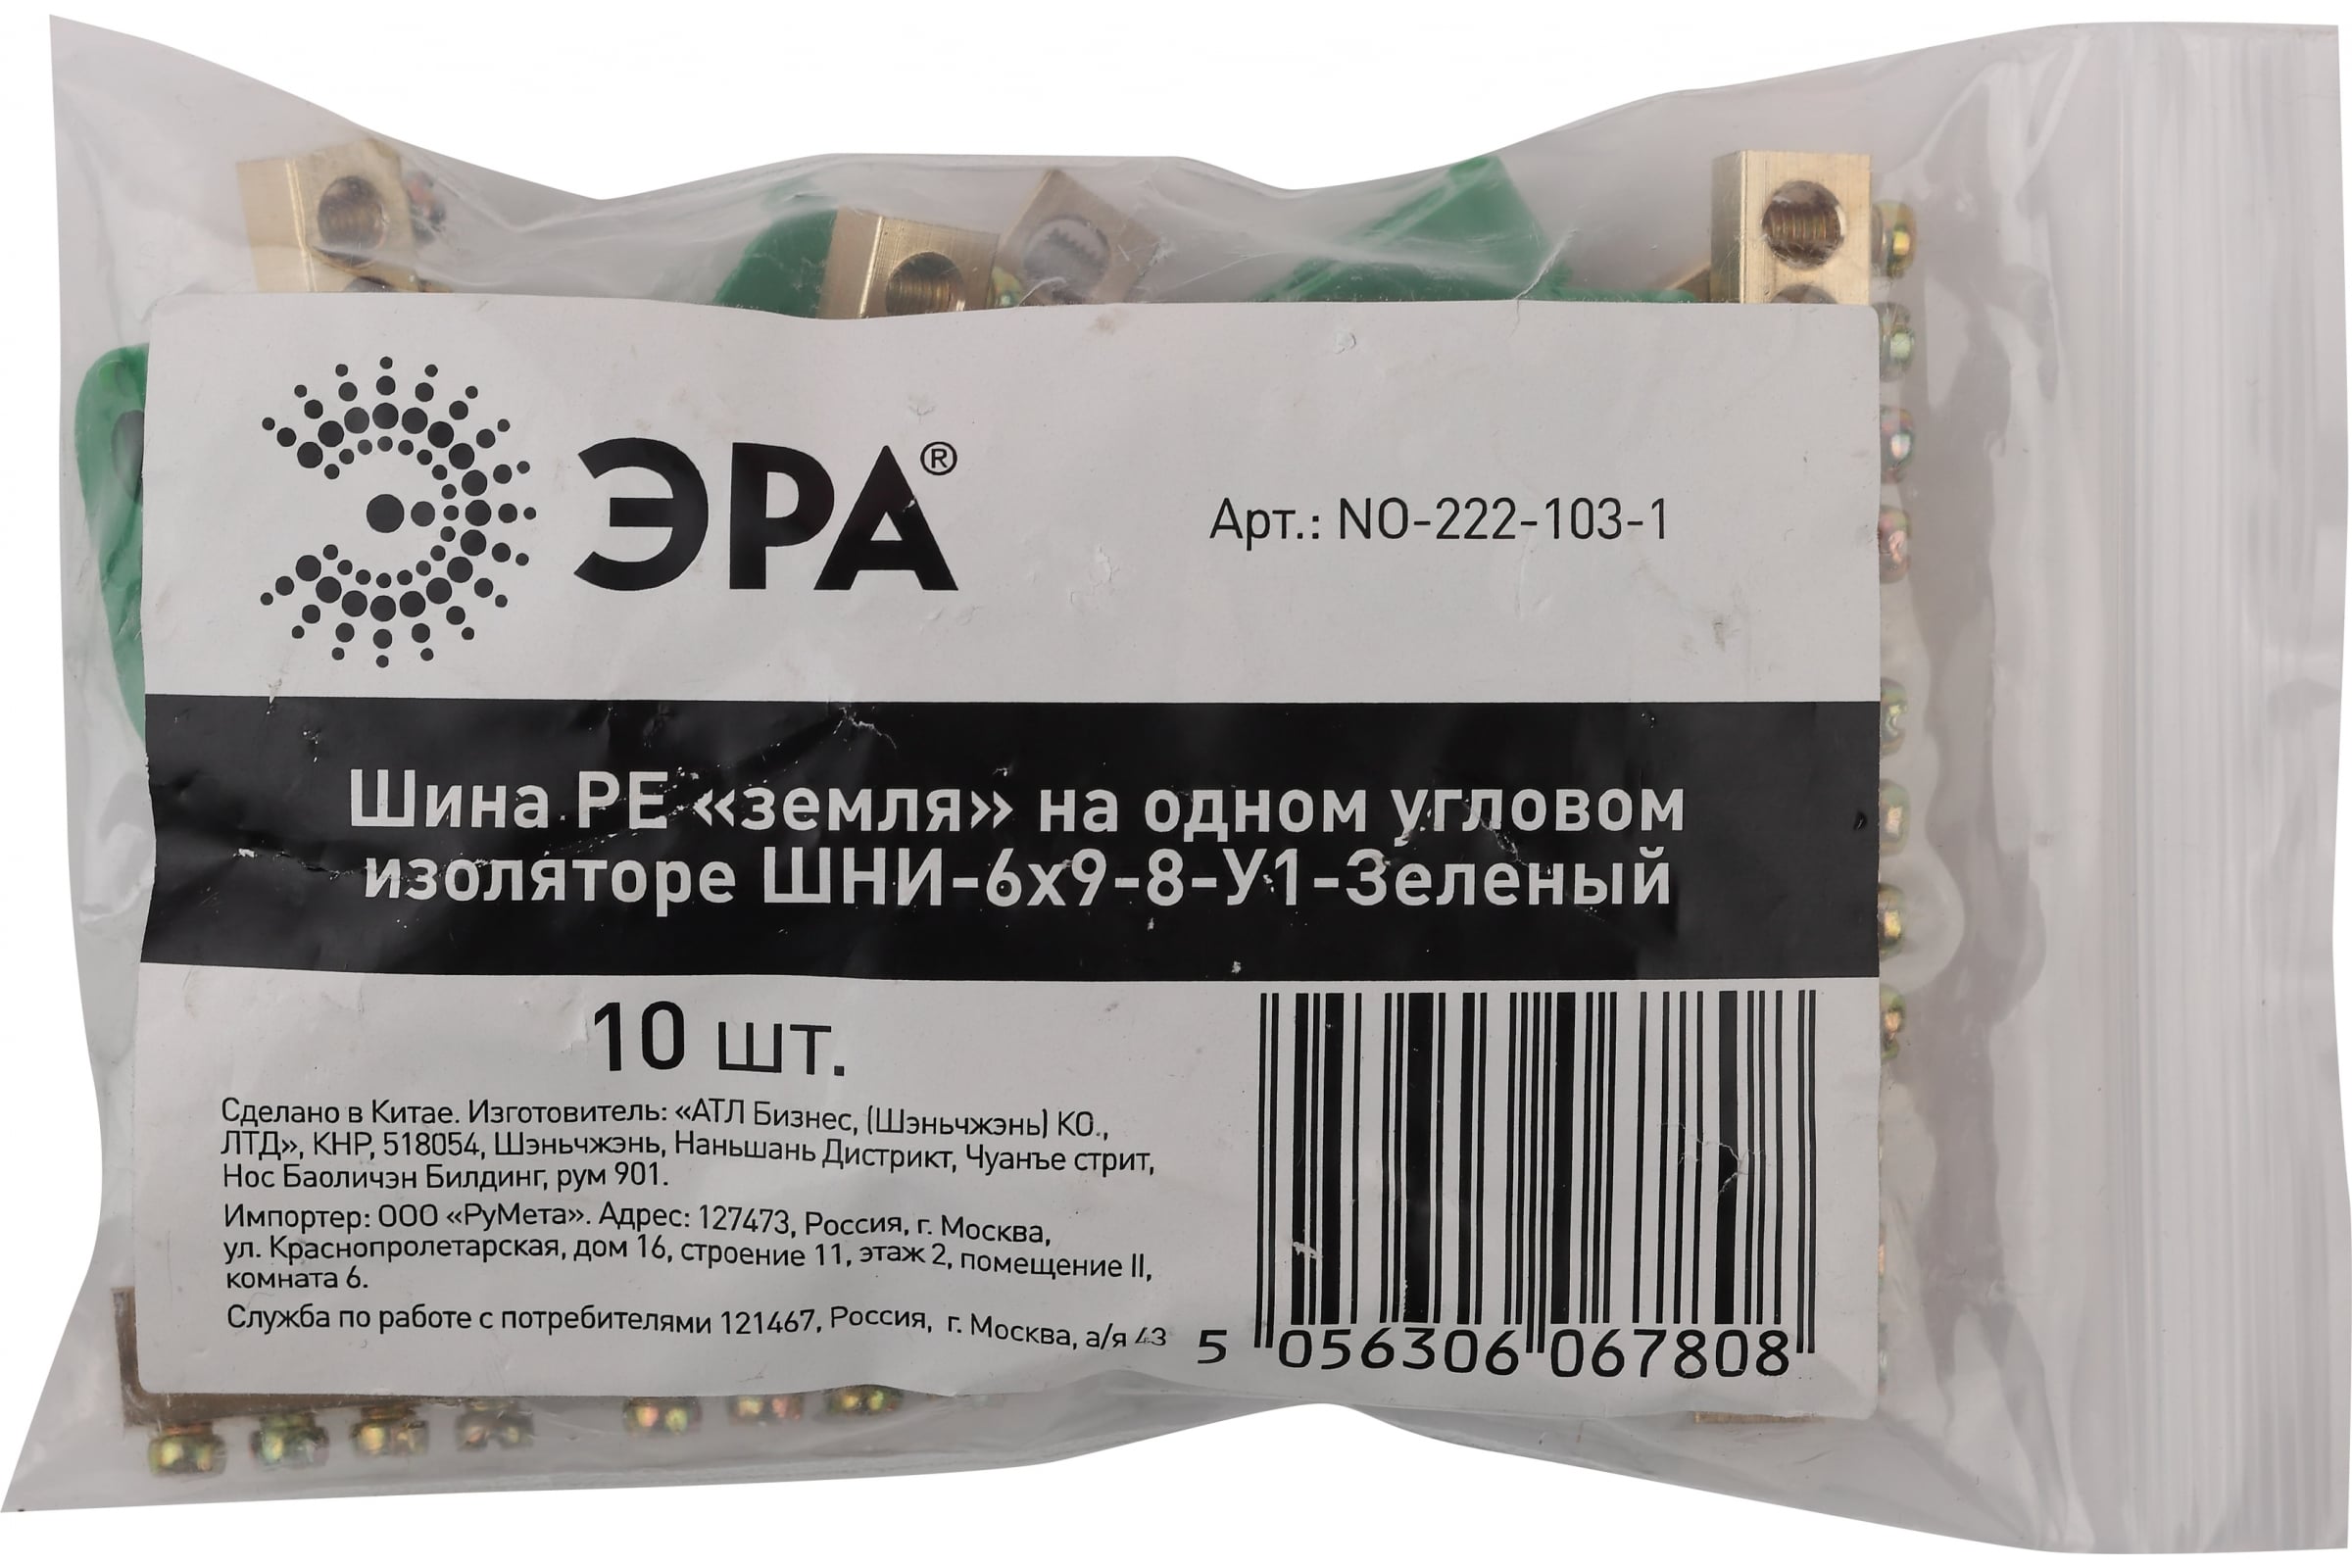 ЭРА®
Арт.: NO-222-103-1
Шина PE «земля» на одном угловом
изоляторе ШНИ-6х9-8-У1-Зеленый
10 шт.
Сделано в Китае. Изготовитель: «АТЛ Бизнес, (Шэньчжэнь) КО.,
ЛТД», КНР, 518054, Шэньчжэнь, Наньшань Дистрикт, Чуанъе стрит,
Нос Баоличэн Билдинг, рум 901.
Импортер: ООО «РуМета». Адрес: 127473, Россия, г. Москва,
ул. Краснопролетарская, дом 16, строение 11, этаж 2, помещение II,
комната 6.
Служба по работе с потребителями 121467, Россия, г. Москва, а/я 43
5 056306 067808